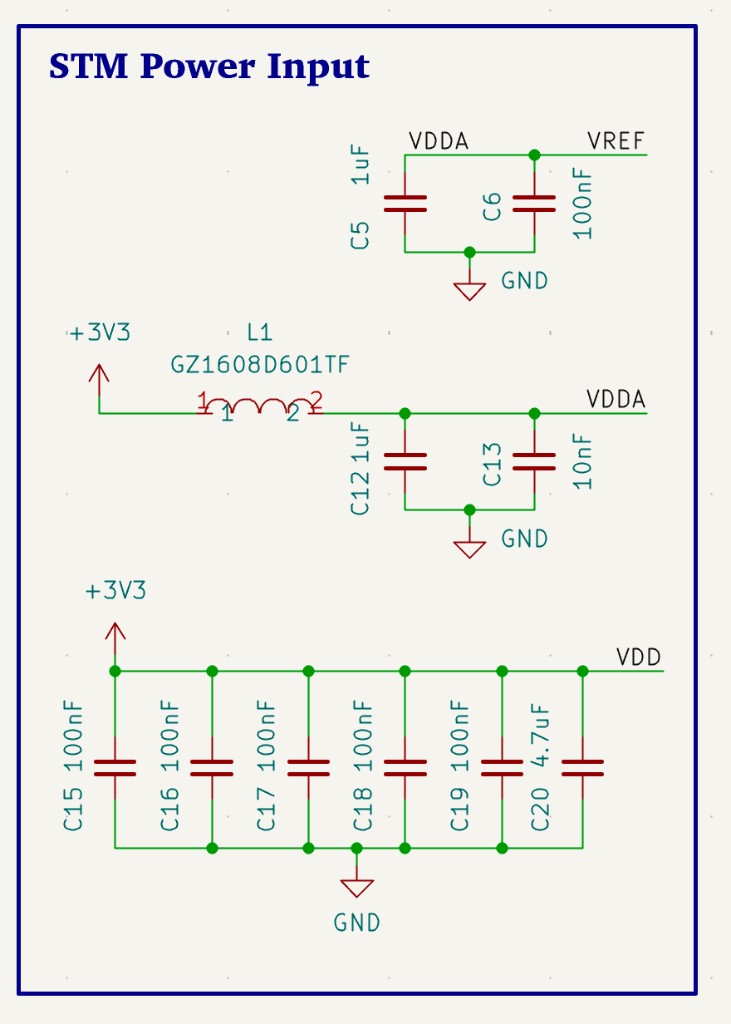 STM Power Input
VDDA
VREF
1uF
C5
C6
100nF
GND
+3V3
L1
GZ1608D601TF
1
1
2
2
VDDA
1uF
C12
C13
10nF
GND
+3V3
VDD
C15 100nF
C16 100nF
C17 100nF
C18 100nF
C19 100nF
C20 4.7uF
GND